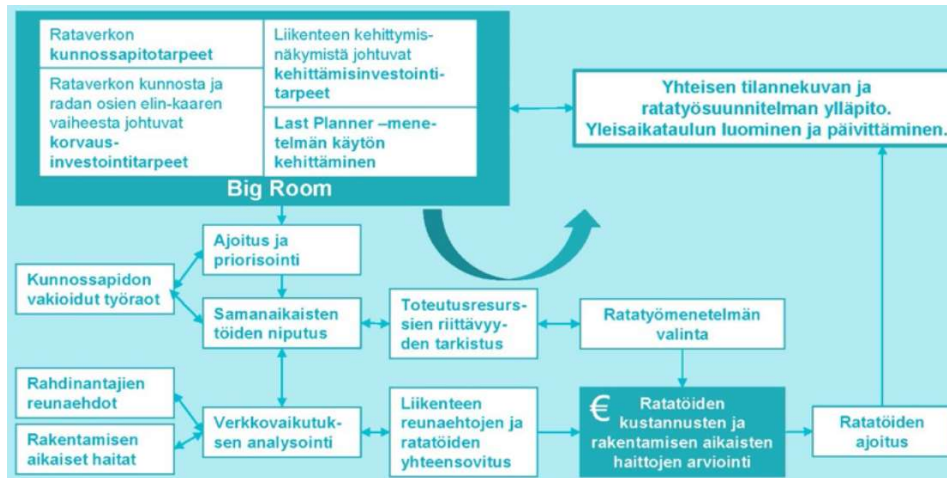 Rataverkon
kunnossapitotarpeet
Rataverkon kunnosta ja
radan osien elin-kaaren
vaiheesta johtuvat
korvaus-
investointitarpeet
Liikenteen kehittymis-
näkymistä johtuvat
kehittämisinvestointi-
tarpeet
Last Planner –mene-
telmän käytön
kehittäminen
Big Room
Yhteisen tilannekuvan ja
ratatyösuunnitelman ylläpito.
Yleisaikataulun luominen ja päivittäminen.
Ajoitus ja
priorisointi
Kunnossapidon
vakioidut työraot
Samanaikaisten
töiden niputus
Toteutusresurs-
sien riittävyy-
den tarkistus
Ratatyömenetelmän
valinta
Rahdinantajien
reunaehdot
Rakentamisen
aikaiset haitat
Verkkovaikutuk-
sen analysointi
Liikenteen
reunaehtojen ja
ratatöiden
yhteensovitus
€ Ratatöiden
kustannusten ja
rakentamisen aikaisten
haittojen arviointi
Ratatöiden
ajoitus